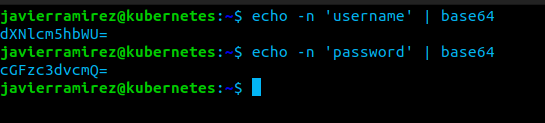 javierramirez@kubernetes:~$ echo -n 'username' | base64
dXNlcm5hbWU=
javierramirez@kubernetes:~$ echo -n 'password' | base64
cGFzc3dvcmQ=
javierramirez@kubernetes:~$